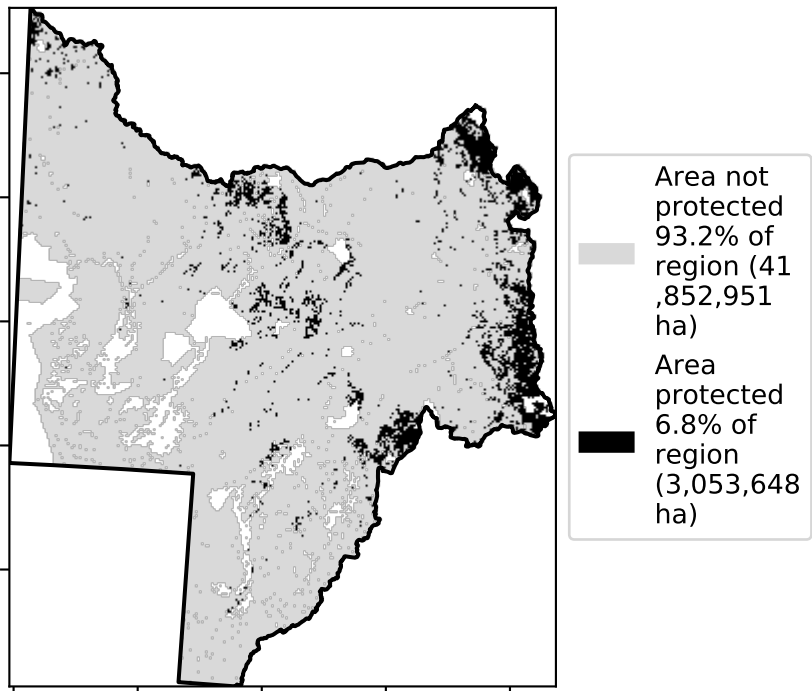 Area not
protected
93.2% of
region (41
,852,951
ha)
Area
protected
6.8% of
region
(3,053,648
ha)